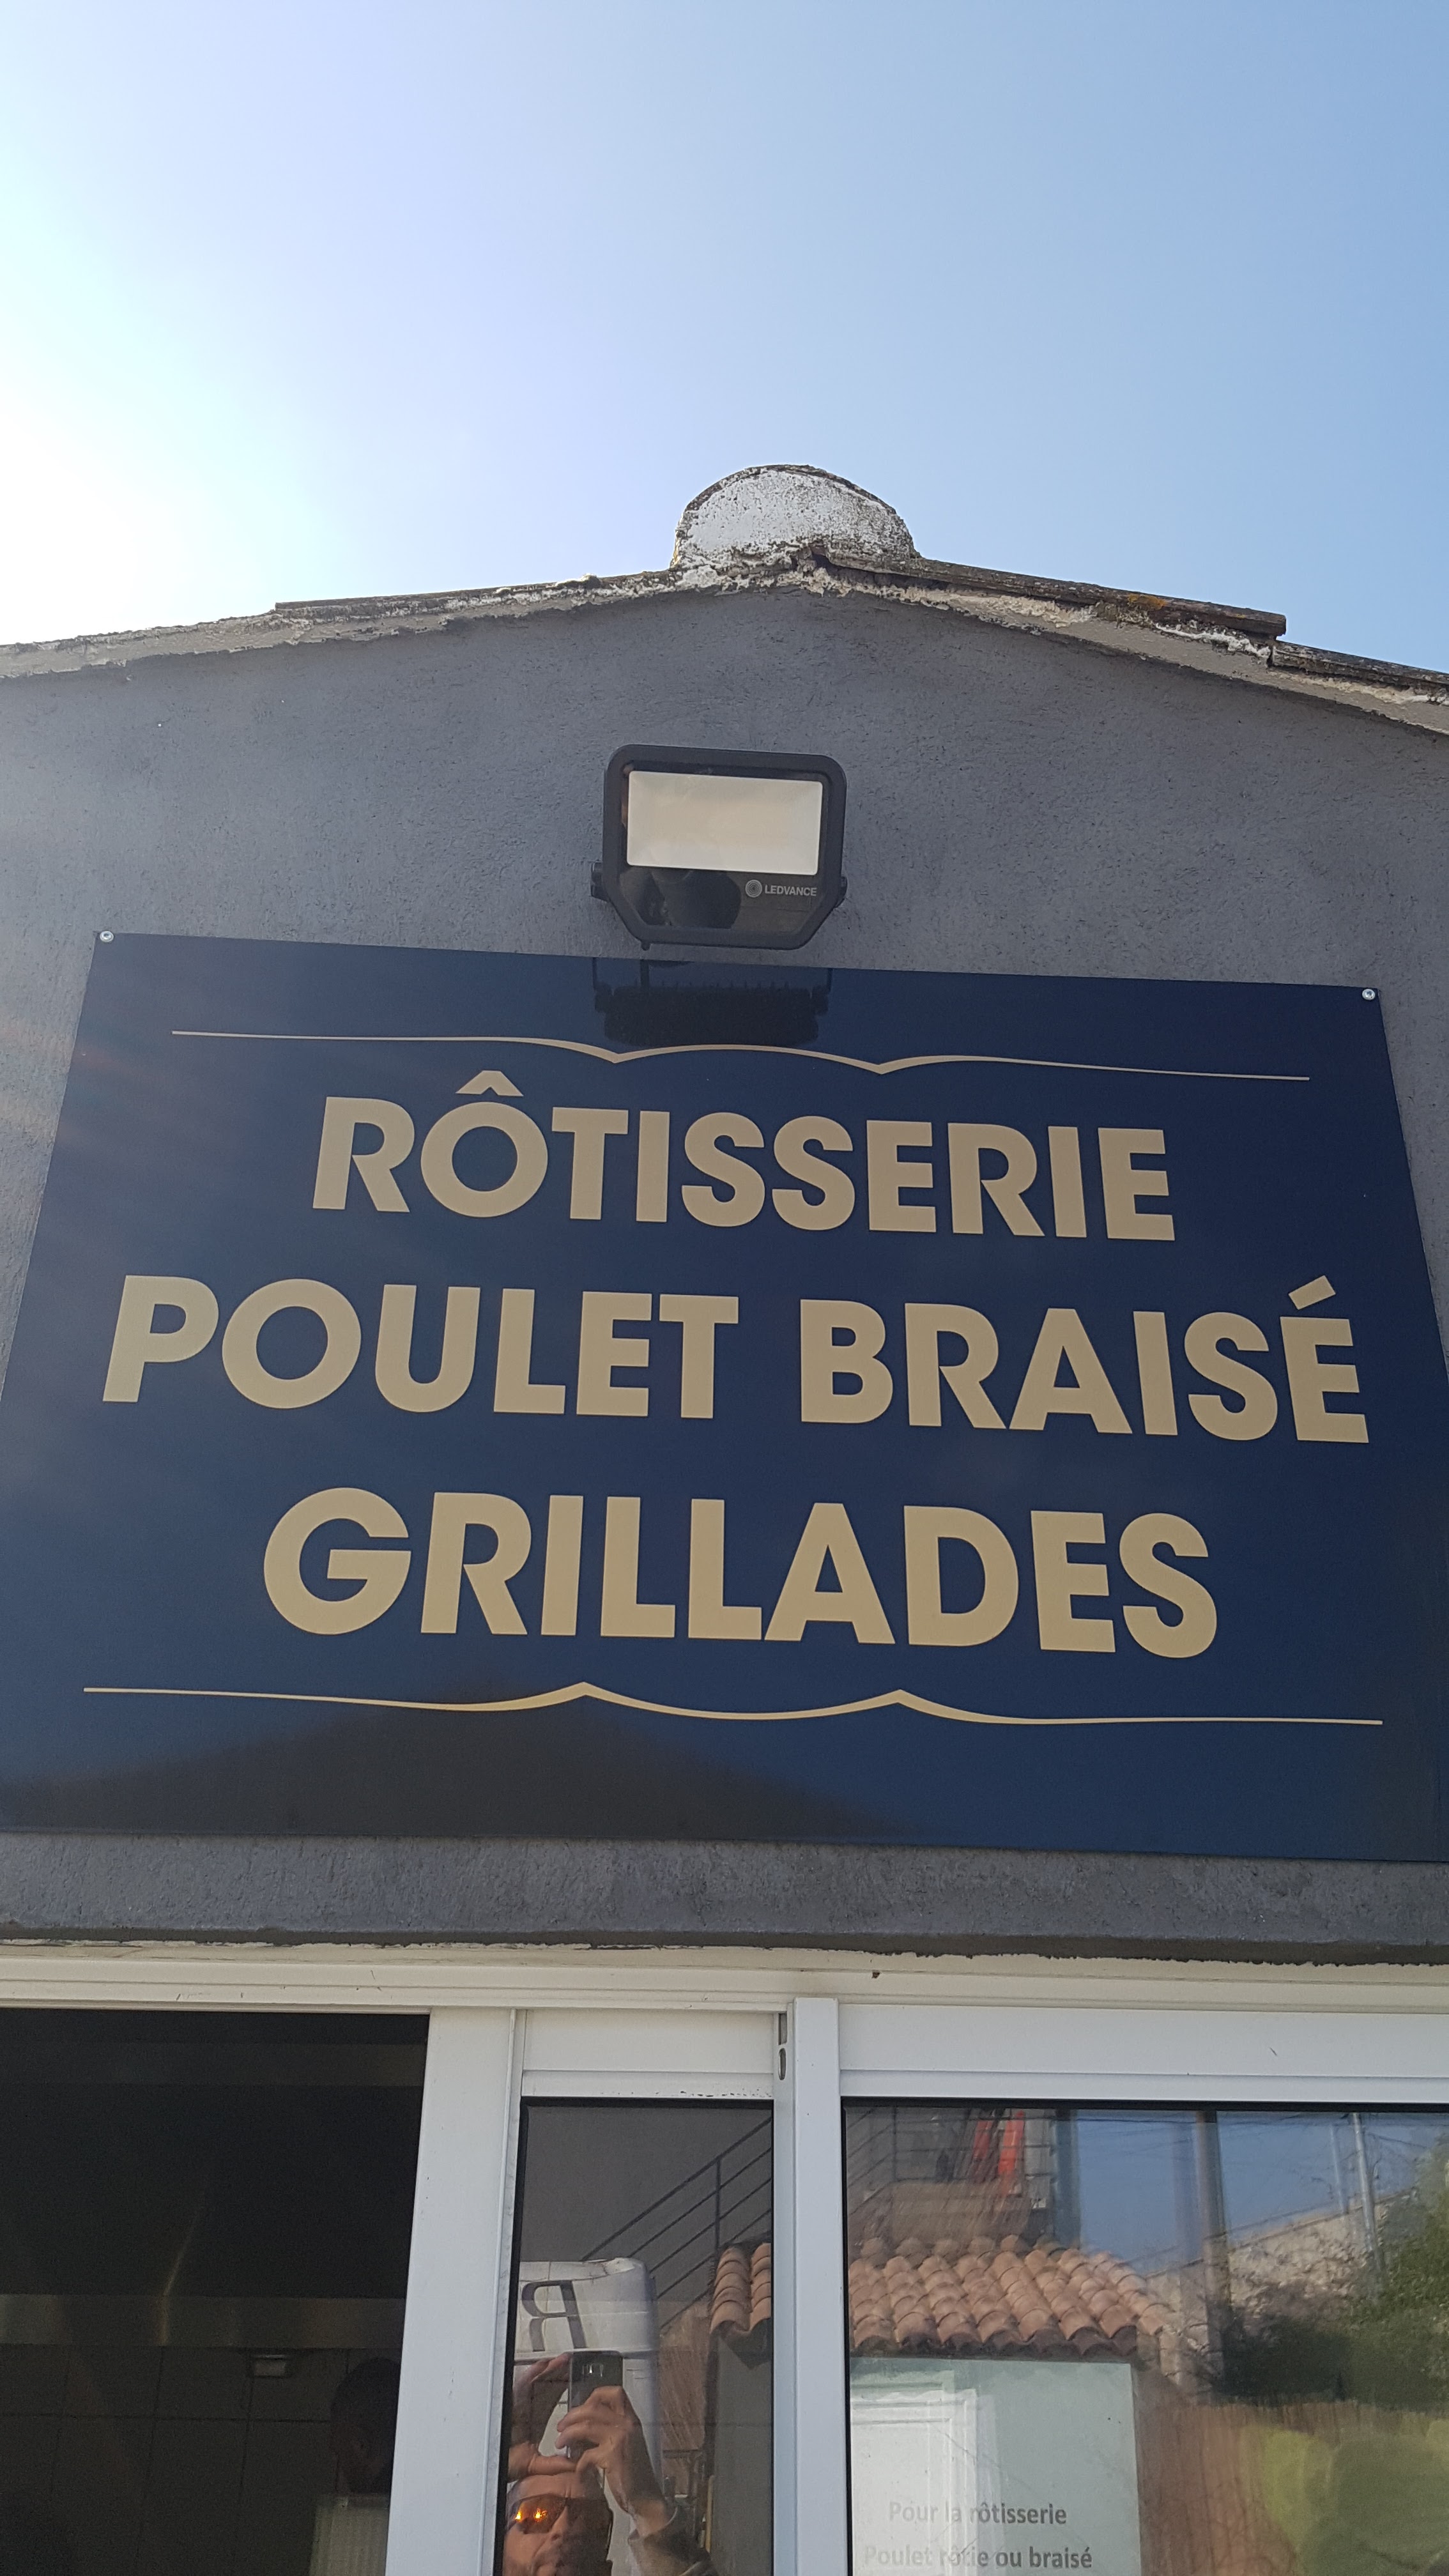 LEDVANCE
RÔTISSERIE
POULET BRAISÉ
GRILLADES
R
Pour la rôtisserie
Poulet rôtie ou braisé